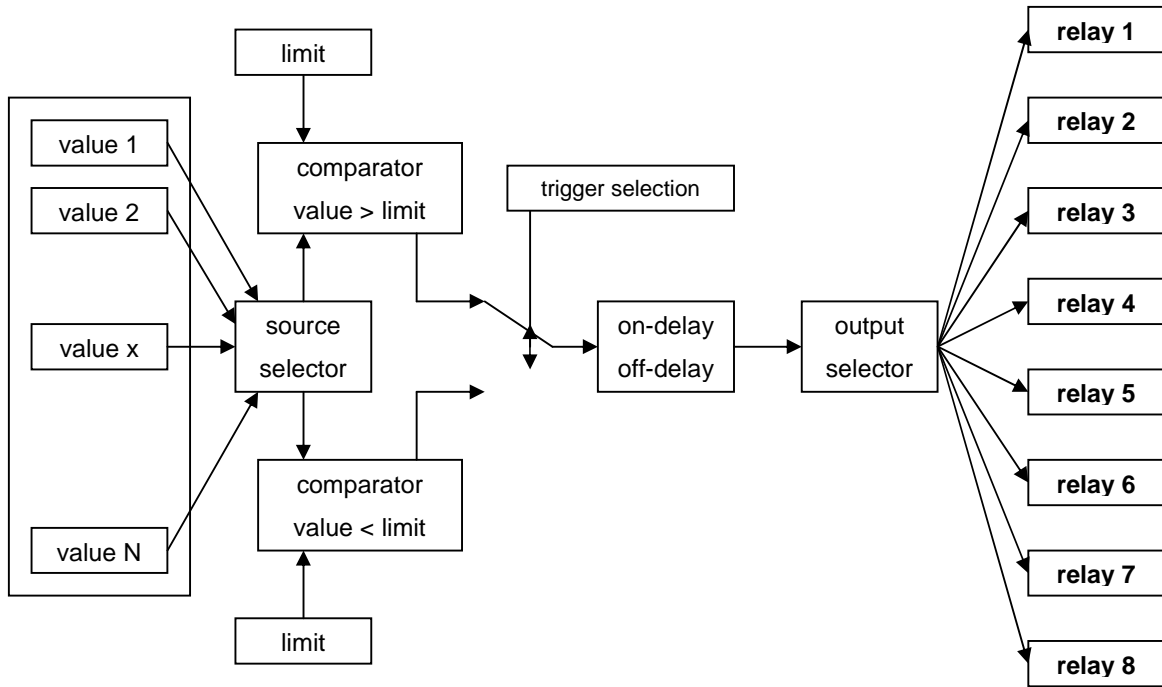 limit
value 1
value 2
value x
value N
comparator
value > limit
source
selector
comparator
value < limit
limit
trigger selection
on-delay
off-delay
output
selector
relay 1
relay 2
relay 3
relay 4
relay 5
relay 6
relay 7
relay 8